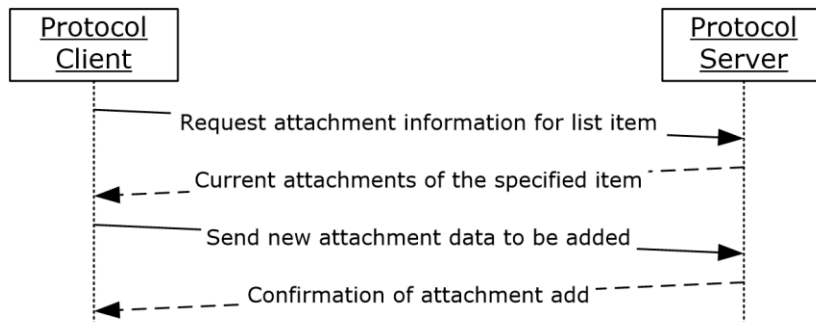 Protocol
Client
Protocol
Server
Request attachment information for list item
Current attachments of the specified item
Send new attachment data to be added
Confirmation of attachment add